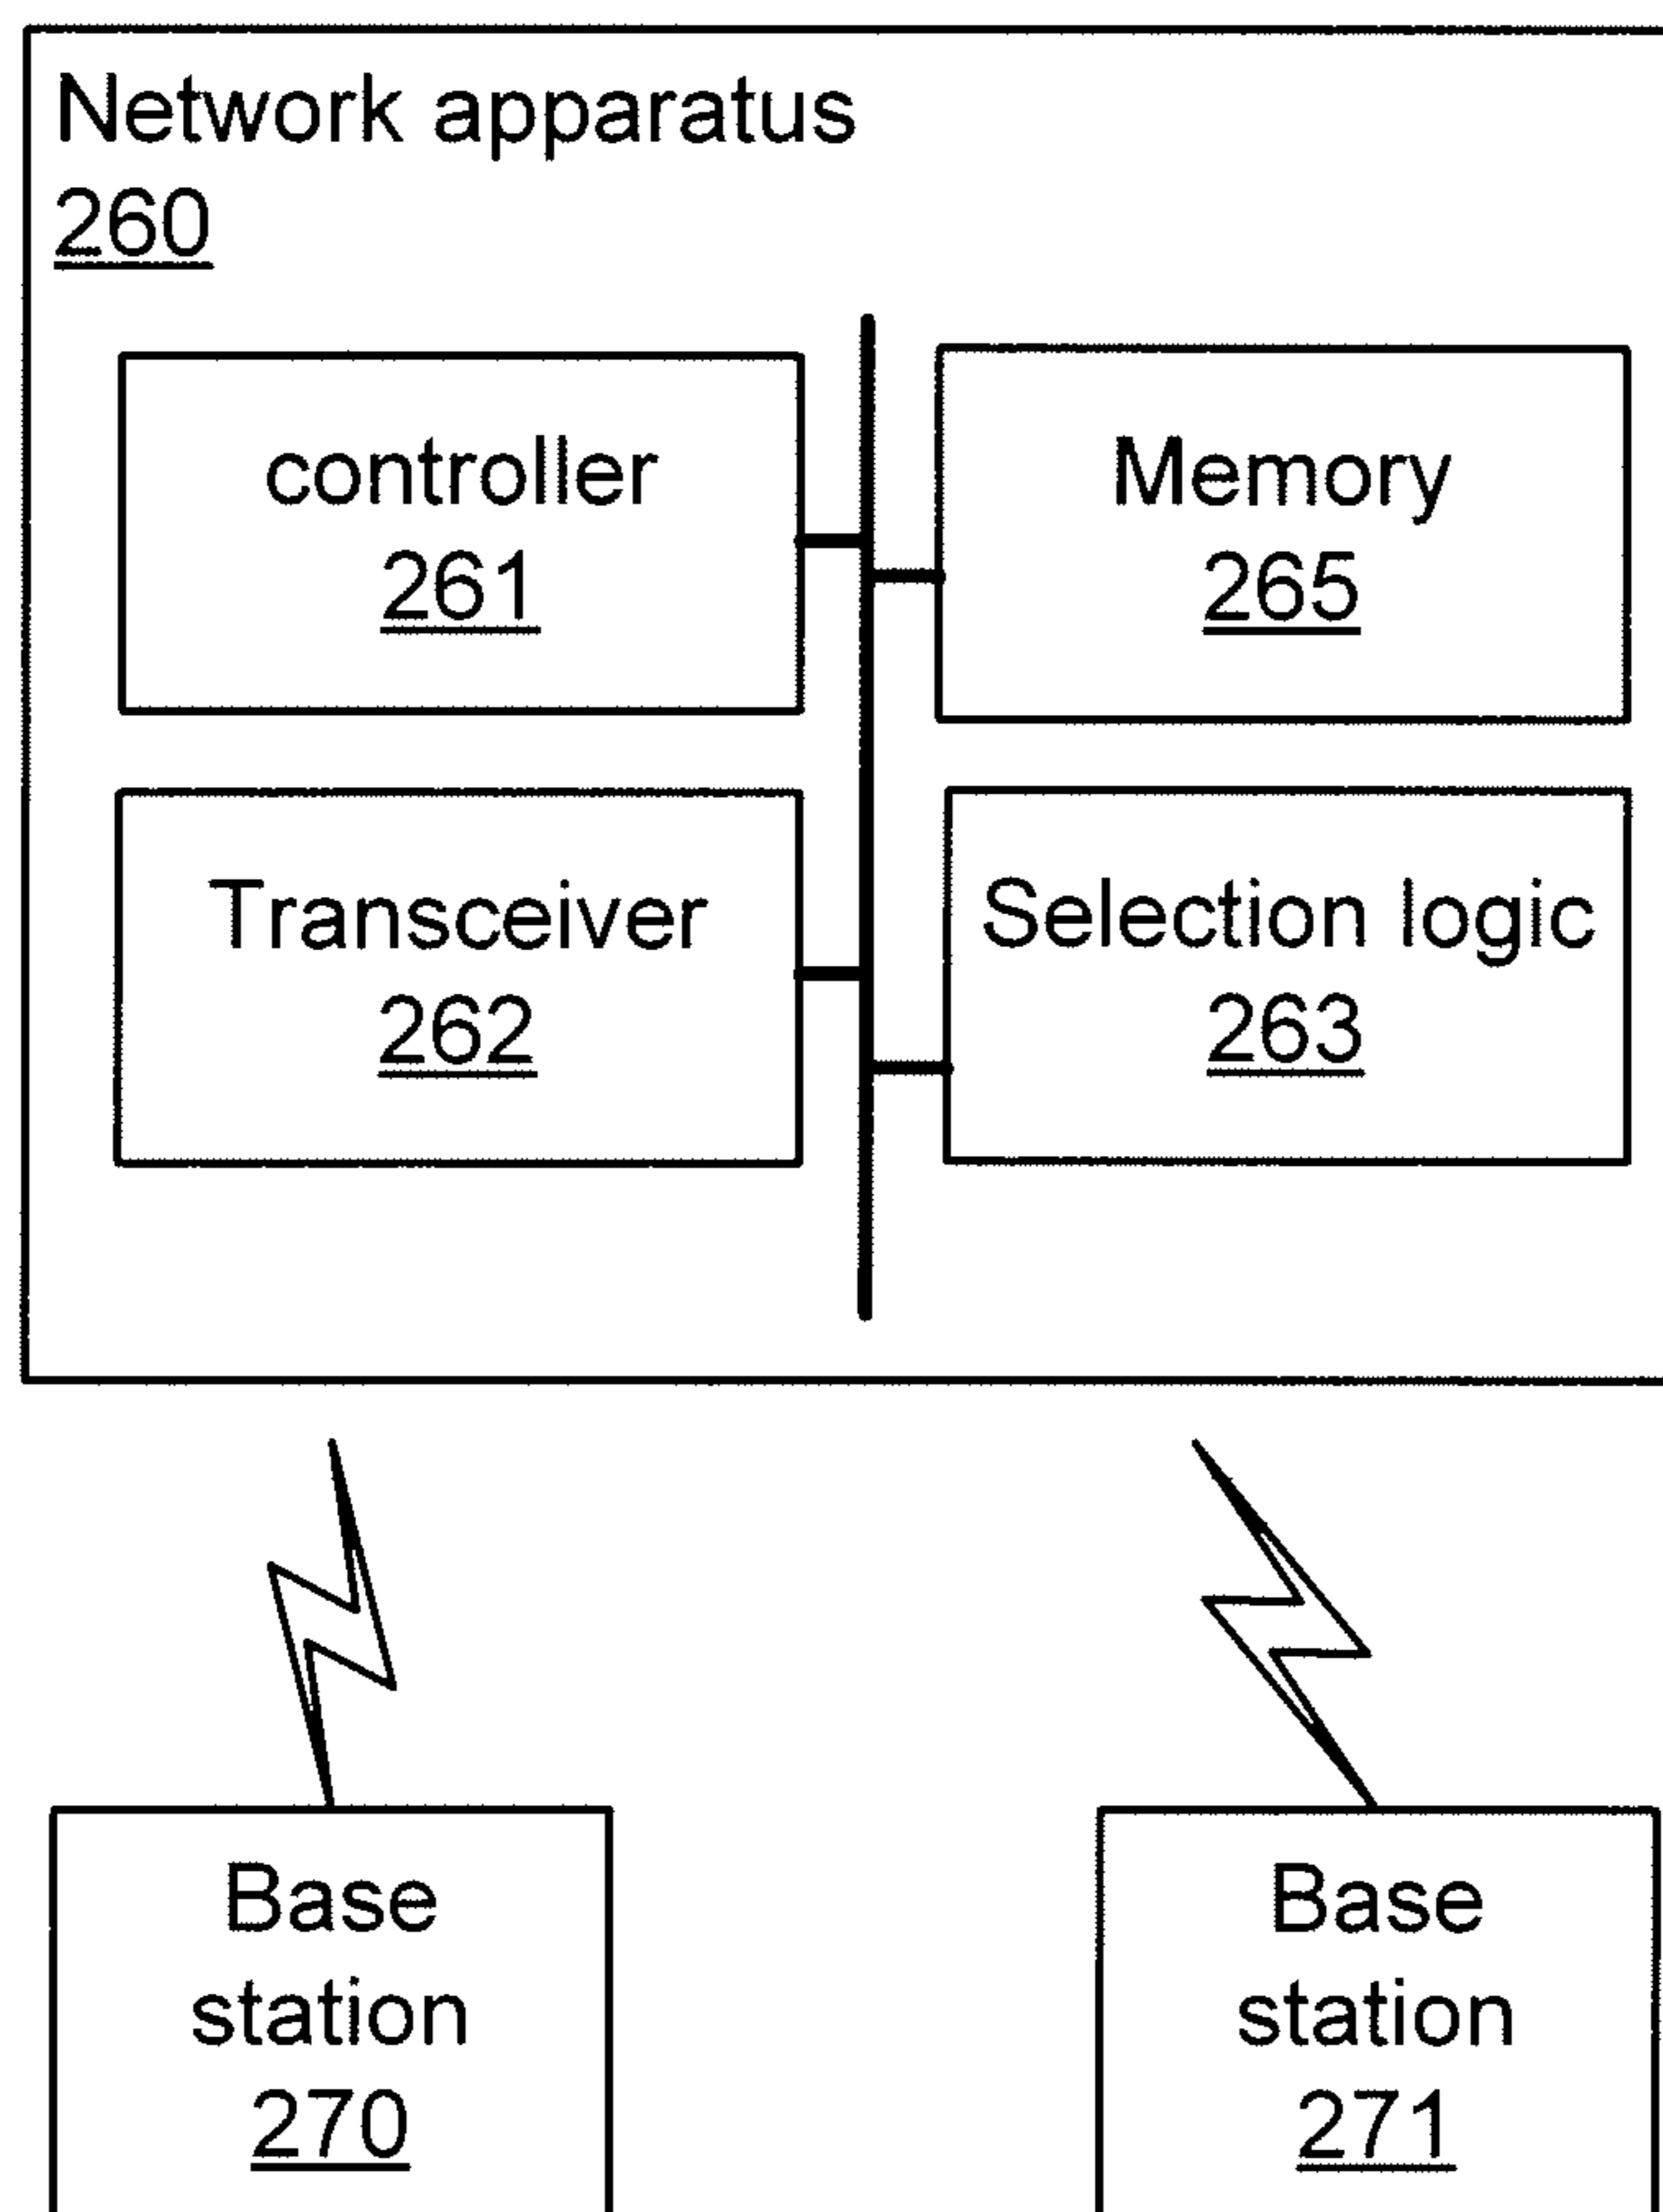 Network apparatus
260
controller
261
Memory
265
Transceiver
262
Selection logic
263
Base
station
270
Base
station
271